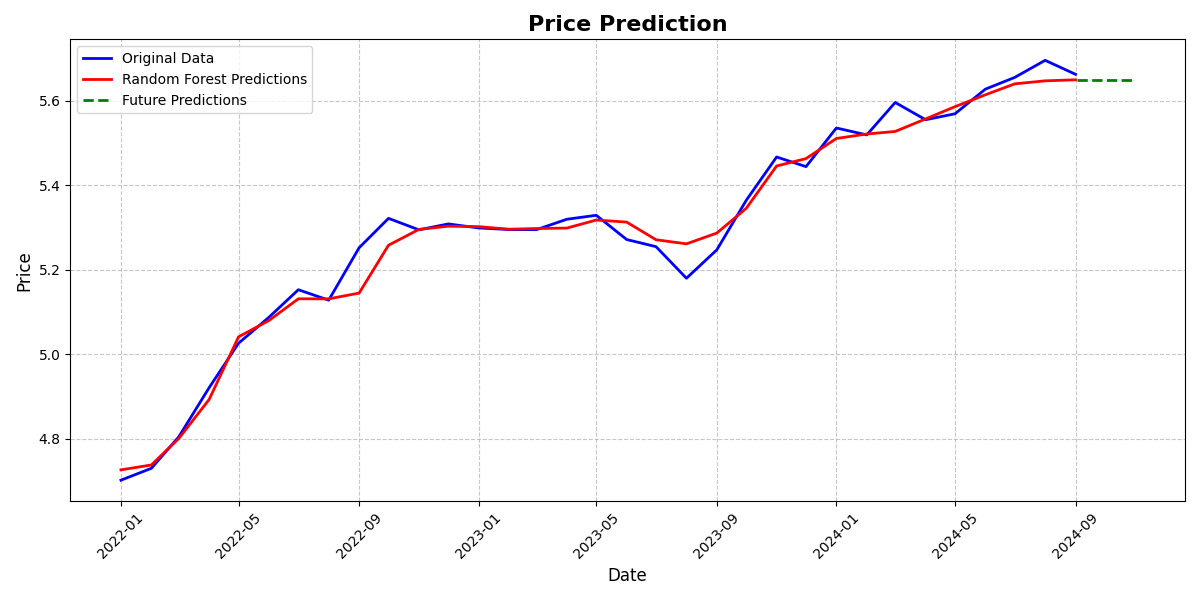 Price Prediction
Original Data
Random Forest Predictions
Future Predictions
Price
5.6
5.4
5.2
5.0
4.8
2022-01
2022-05
2022-09
2023-01
2023-05
2023-09
2024-01
2024-05
2024-09
Date